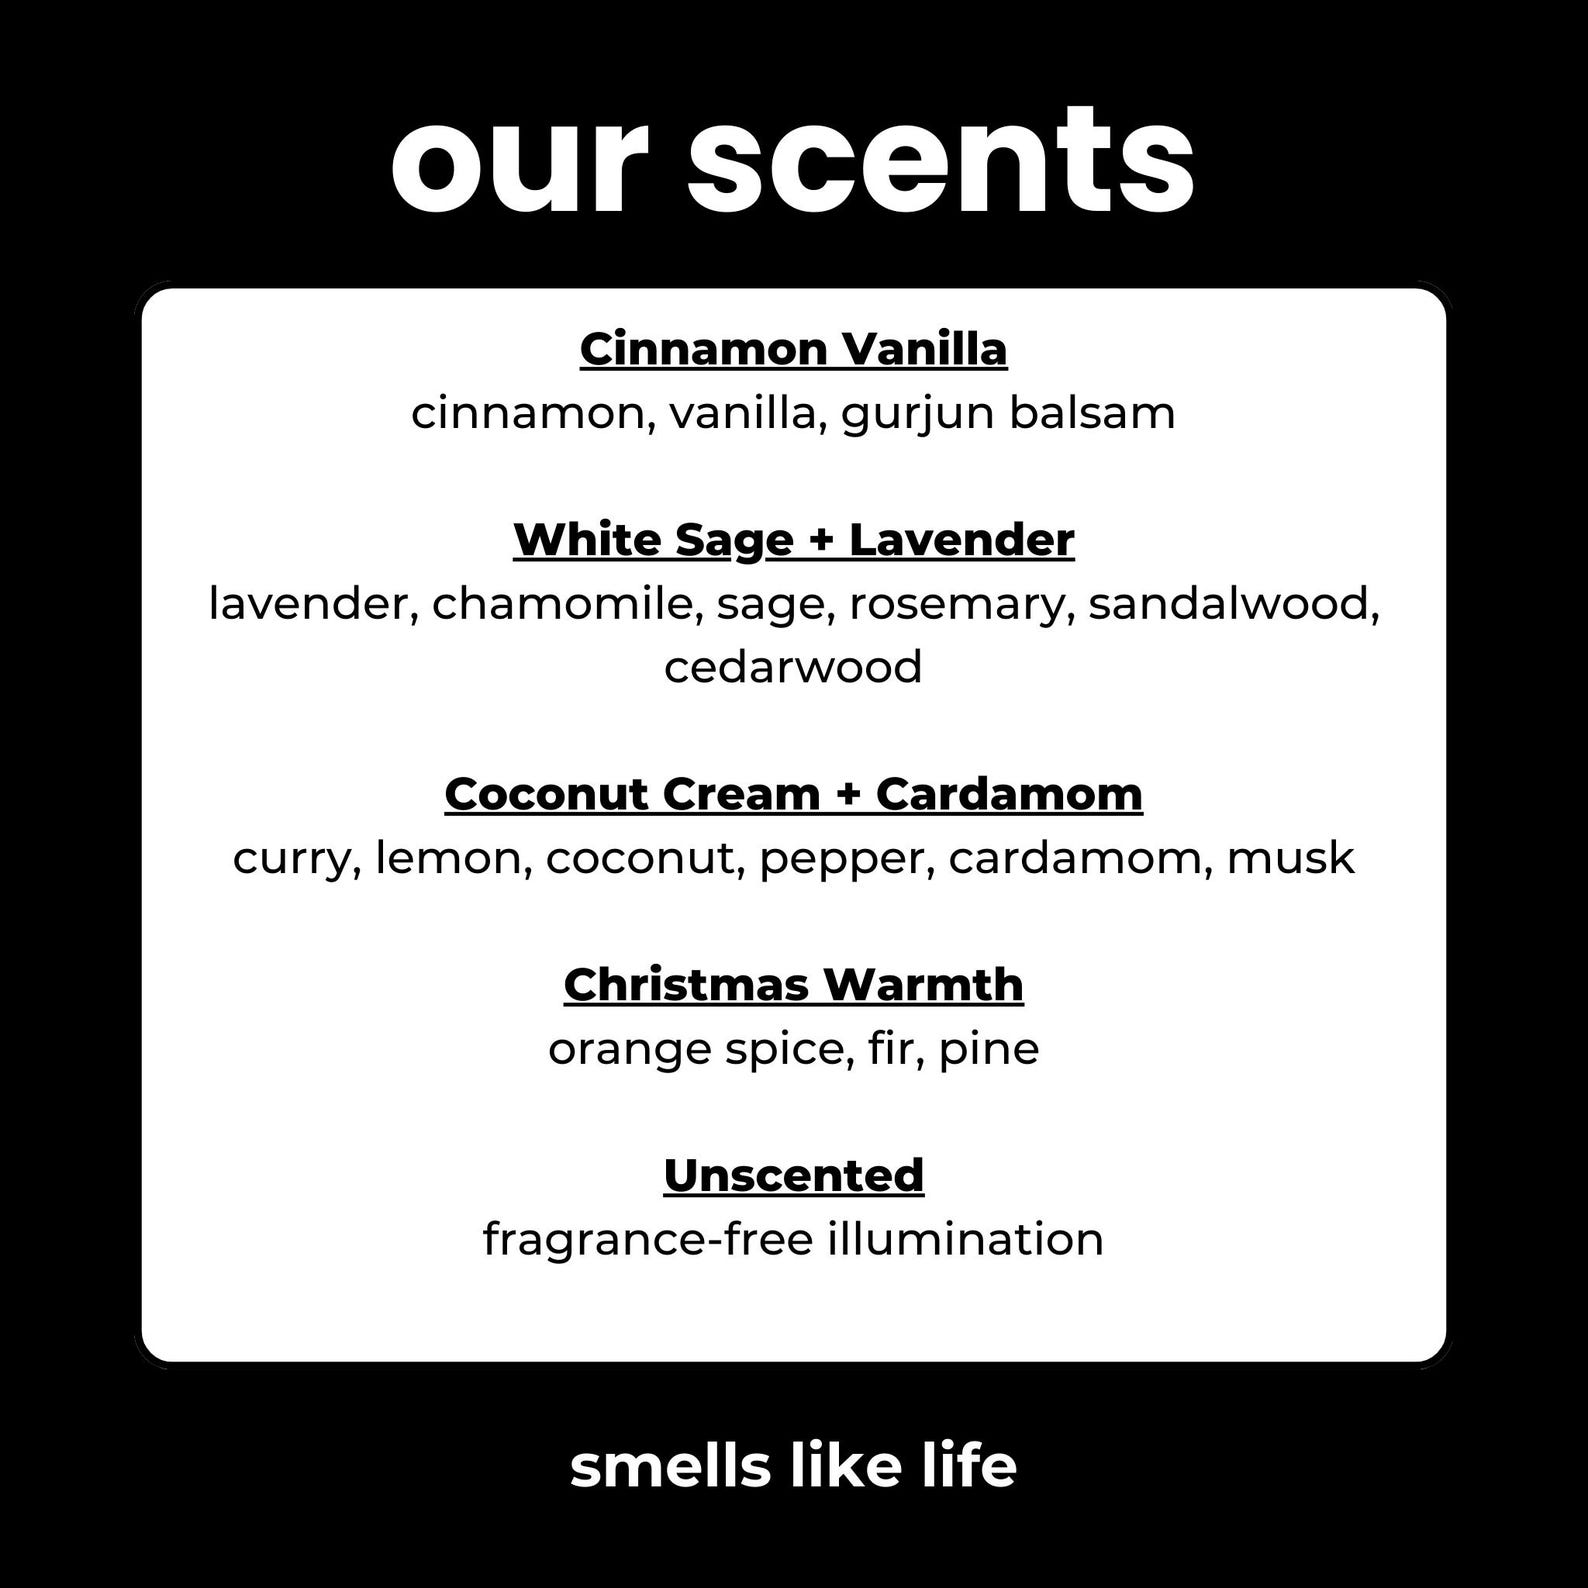 our scents
Cinnamon Vanilla
cinnamon, vanilla, gurjun balsam
White Sage + Lavender
lavender, chamomile, sage, rosemary, sandalwood,
cedarwood
Coconut Cream + Cardamom
curry, lemon, coconut, pepper, cardamom, musk
Christmas Warmth
orange spice, fir, pine
Unscented
fragrance-free illumination
smells like life